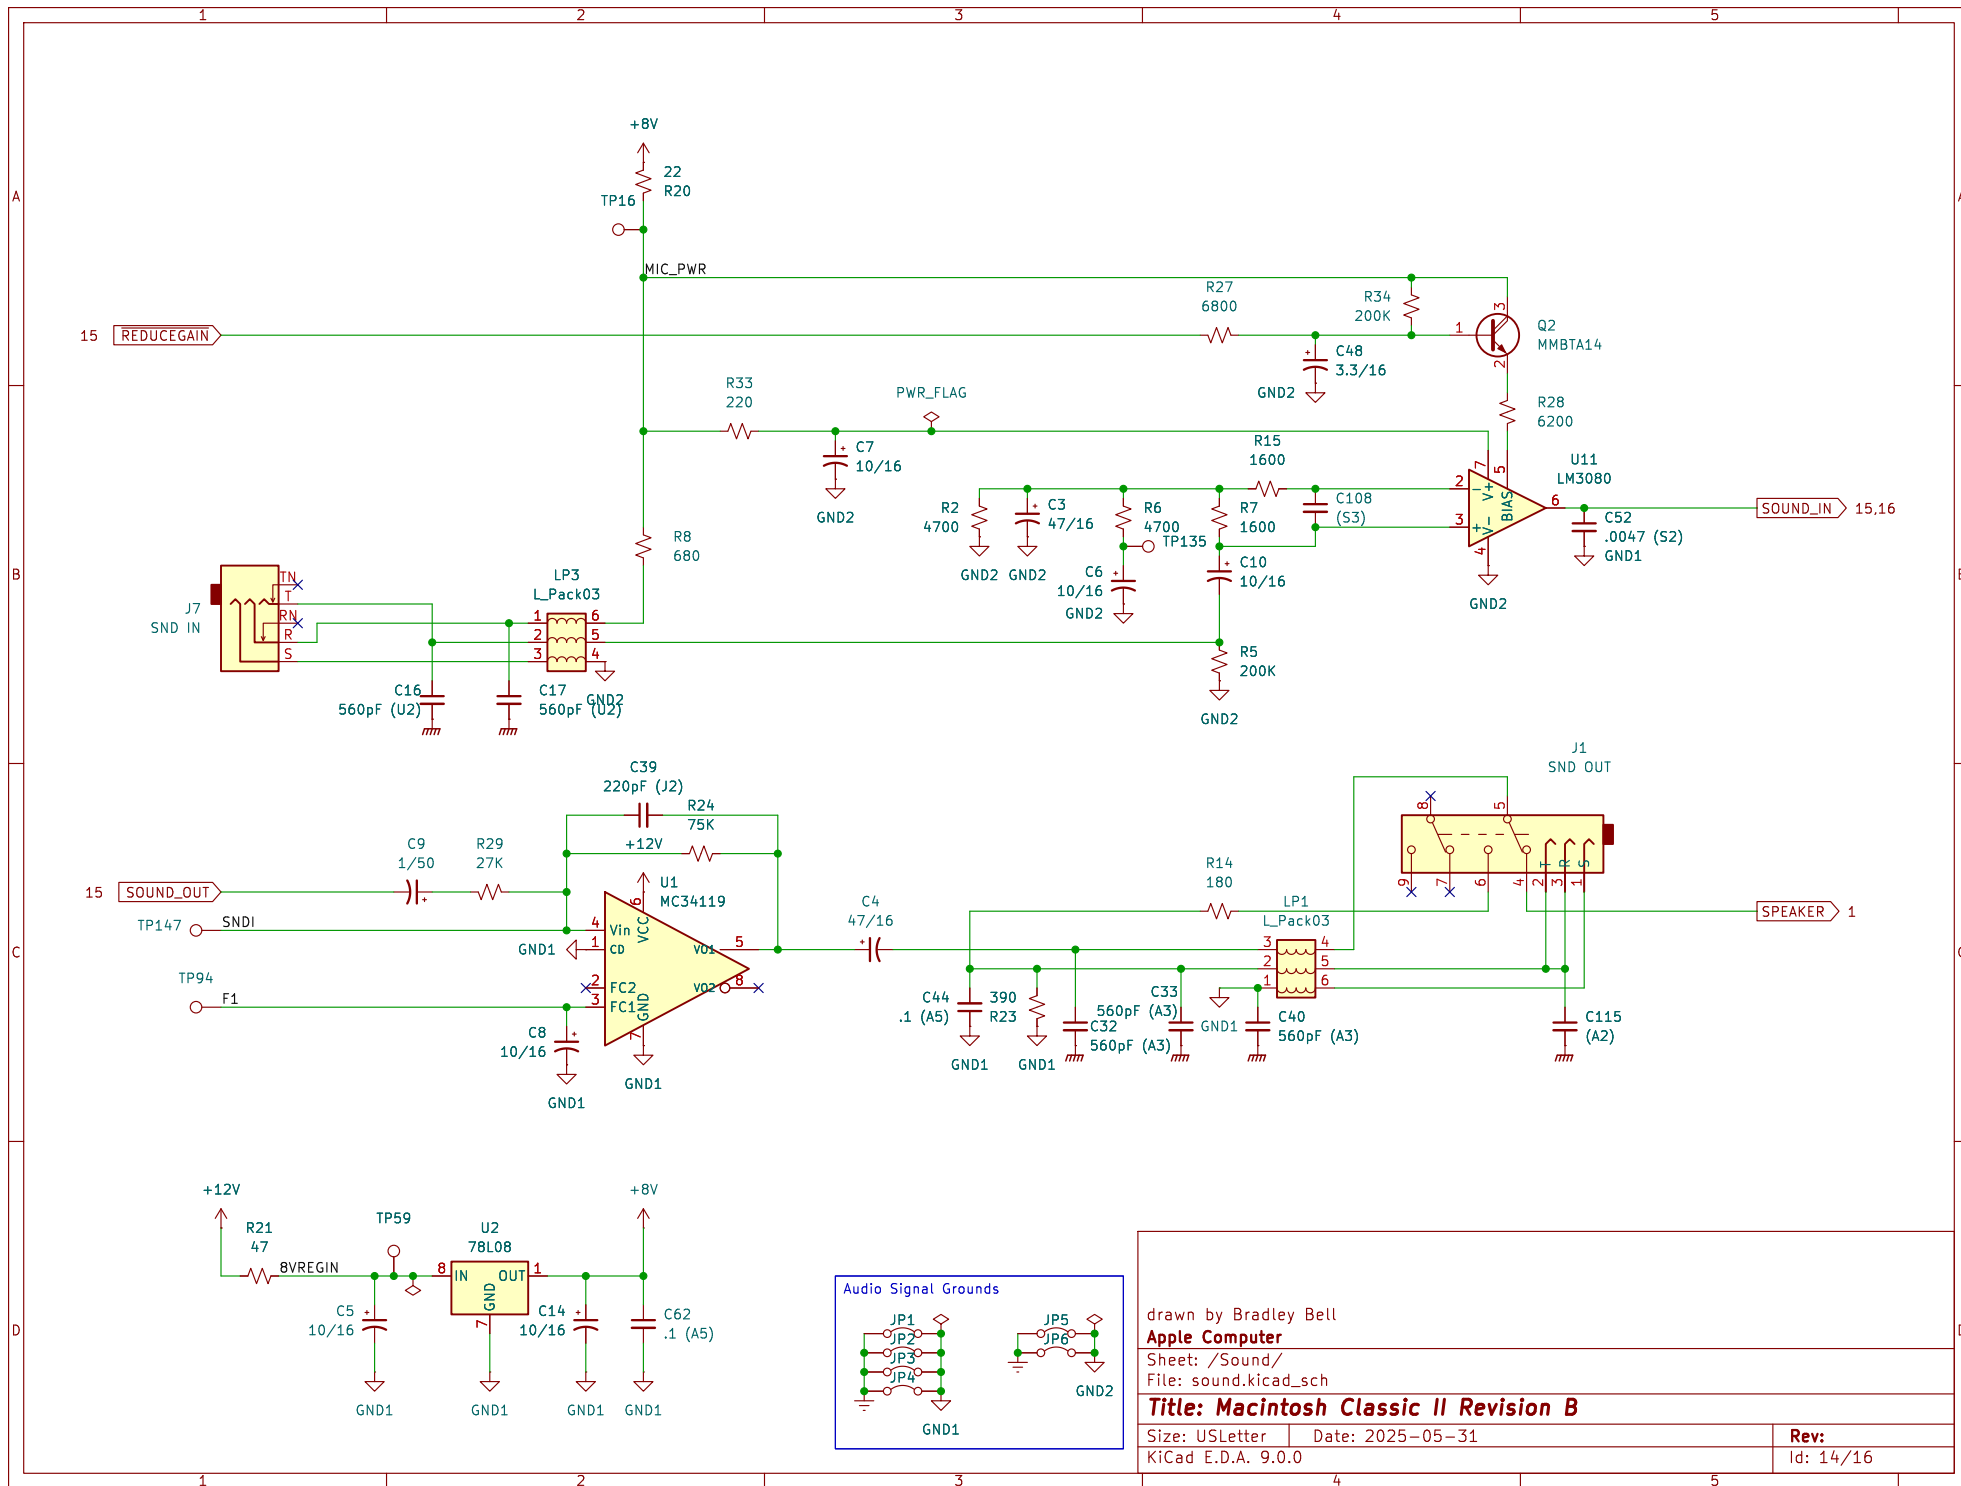 1 2 3 4 5
A
B
C
D
+8V
22
R20
TP16
MIC_PWR
R27
6800
R34
200K
15 REDUCEGAIN
1
3
2
Q2
MMBTA14
C48
3.3/16
GND2
R33
220
PWR_FLAG
R28
6200
C7
10/16
GND2
R15
1600
U11
LM3080
R2
4700
C3
47/16
R6
4700
R7
1600
C108
(S3)
2
3
7
5
4
6
V+
V-
BIAS
SOUND_IN 15,16
C52
.0047 (S2)
GND1
TP135
GND2 GND2
C6
10/16
GND2
C10
10/16
GND2
R8
680
LP3
L_Pack03
1 6
2 5
3 4
J7
SND IN
TN
T
RN
R
S
R5
200K
GND2
C16
560pF (U2)
C17
560pF (U2)
GND2
J1
SND OUT
8
5
9
7
6
4
2
3
1
T
R
S
C39
220pF (J2)
R24
75K
+12V
C9
1/50
R29
27K
15 SOUND_OUT
U1
MC34119
TP147
SNDI
4 Vin
1 CD
2 FC2
3 FC1
6
VCC
GND
7
VO1 5
VO2 8
GND1
TP94
F1
C8
10/16
GND1
GND1
C4
47/16
R14
180
LP1
L_Pack03
3 4
2 5
1 6
SPEAKER 1
C44
.1 (A5)
GND1
390
R23
GND1
C32
560pF (A3)
C33
560pF (A3)
GND1
C40
560pF (A3)
C115
(A2)
+12V
R21
47
8VREGIN
TP59
U2
78L08
8 IN
OUT 1
GND
7
+8V
C5
10/16
C14
10/16
C62
.1 (A5)
GND1
GND1
GND1
GND1
Audio Signal Grounds
JP1
JP2
JP3
JP4
GND1
JP5
JP6
GND2
drawn by Bradley Bell
Apple Computer
Sheet: /Sound/
File: sound.kicad_sch
Title: Macintosh Classic II Revision B
Size: USLetter Date: 2025-05-31 Rev:
KiCad E.D.A. 9.0.0 Id: 14/16
1 2 3 4 5